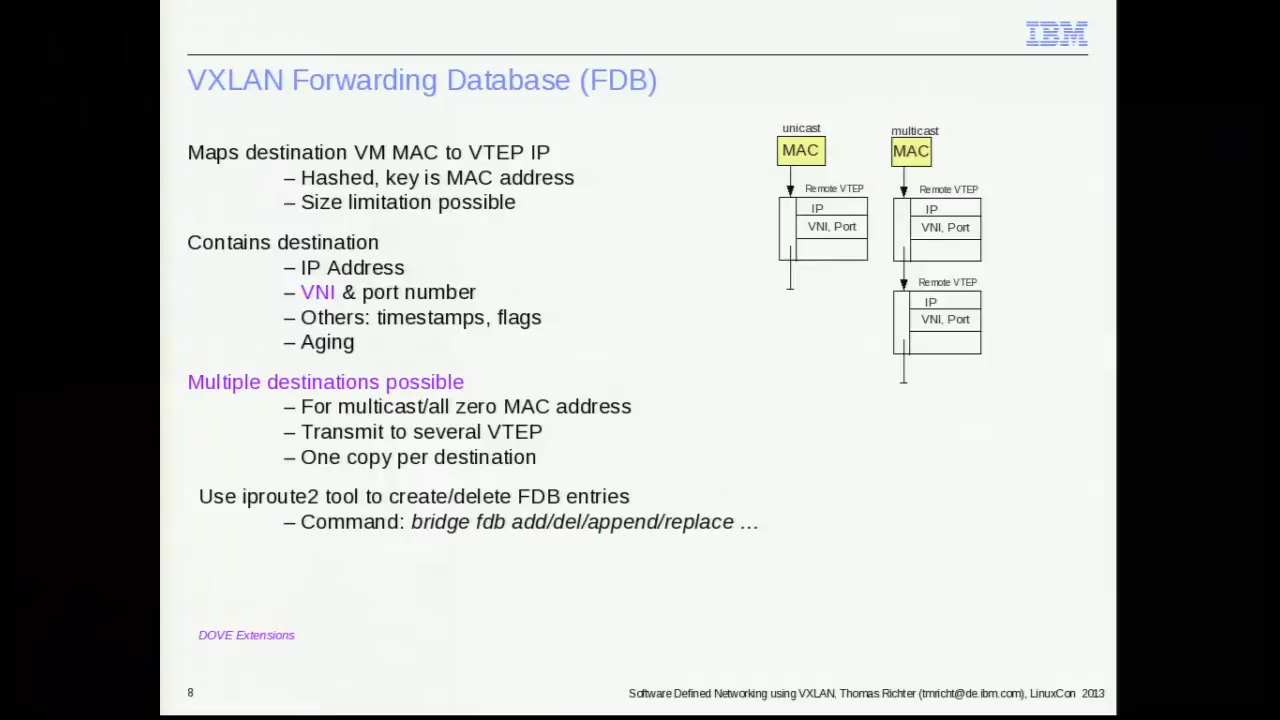 IBM
VXLAN Forwarding Database (FDB)
Maps destination VM MAC to VTEP IP
– Hashed, key is MAC address
– Size limitation possible
Contains destination
– IP Address
– VNI & port number
– Others: timestamps, flags
– Aging
Multiple destinations possible
– For multicast/all zero MAC address
– Transmit to several VTEP
– One copy per destination
Use iproute2 tool to create/delete FDB entries
– Command: bridge fdb add/del/append/replace …
unicast
MAC
Remote VTEP
IP
VNI, Port
multicast
MAC
Remote VTEP
IP
VNI, Port
Remote VTEP
IP
VNI, Port
DOVE Extensions
8
Software Defined Networking using VXLAN, Thomas Richter (tmricht@de.ibm.com), LinuxCon 2013